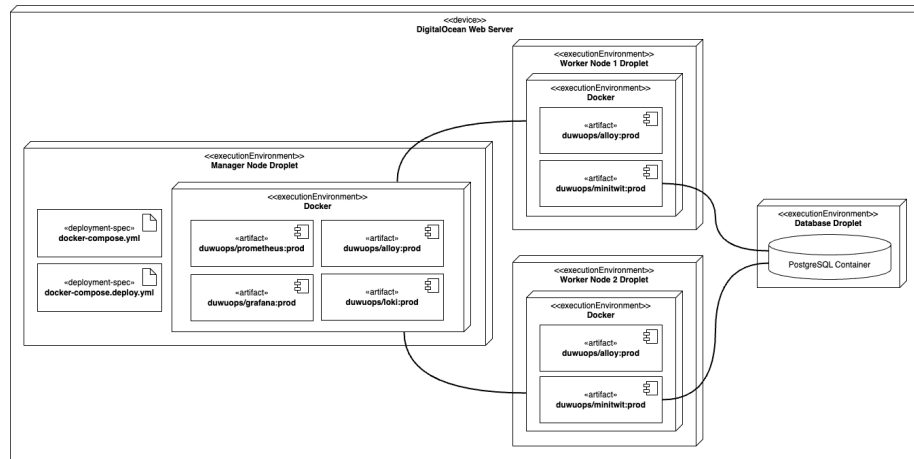 <<device>>
DigitalOcean Web Server
<<executionEnvironment>>
Manager Node Droplet
«deployment-spec»
docker-compose.yml
«deployment-spec»
docker-compose.deploy.yml
<<executionEnvironment>>
Docker
«artifact»
duwuops/prometheus:prod
«artifact»
duwuops/alloy:prod
«artifact»
duwuops/grafana:prod
«artifact»
duwuops/loki:prod
<<executionEnvironment>>
Worker Node 1 Droplet
<<executionEnvironment>>
Docker
«artifact»
duwuops/alloy:prod
«artifact»
duwuops/minitwit:prod
<<executionEnvironment>>
Worker Node 2 Droplet
<<executionEnvironment>>
Docker
«artifact»
duwuops/alloy:prod
«artifact»
duwuops/minitwit:prod
<<executionEnvironment>>
Database Droplet
PostgreSQL Container